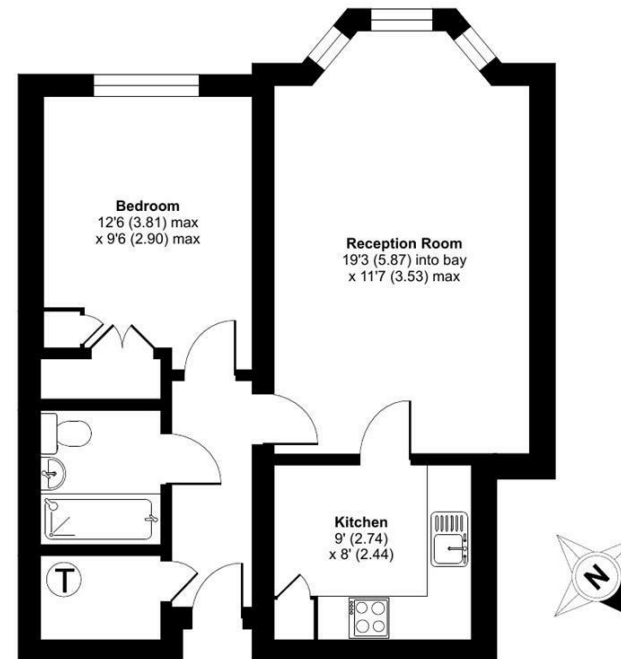 Bedroom
12'6 (3.81) max
x 9'6 (2.90) max
Reception Room
19'3 (5.87) into bay
x 11'7 (3.53) max
Kitchen
9' (2.74)
x 8' (2.44)
T
N